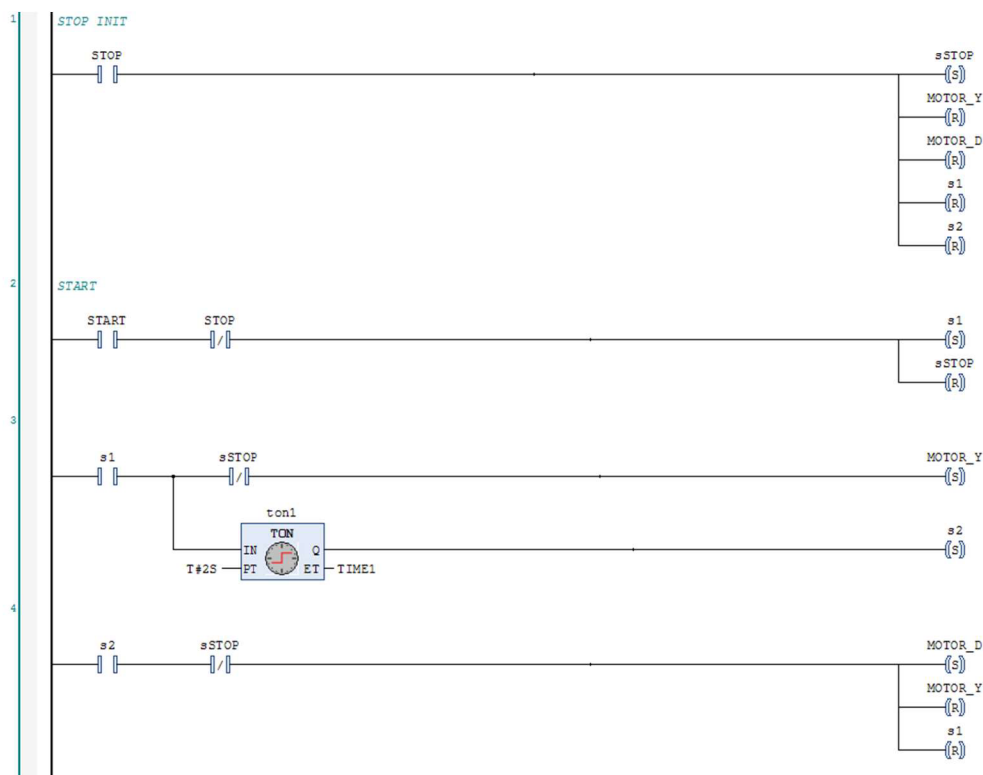 1 STOP INIT
STOP sSTOP
S
MOTOR_Y
R
MOTOR_D
R
s1
R
s2
R
2 START
START STOP s1
/ S
sSTOP
R
3
s1 sSTOP MOTOR_Y
/ S
ton1
TON s2
IN Q S
T#2S PT ET TIME1
4
s2 sSTOP MOTOR_D
/ S
MOTOR_Y
R
s1
R